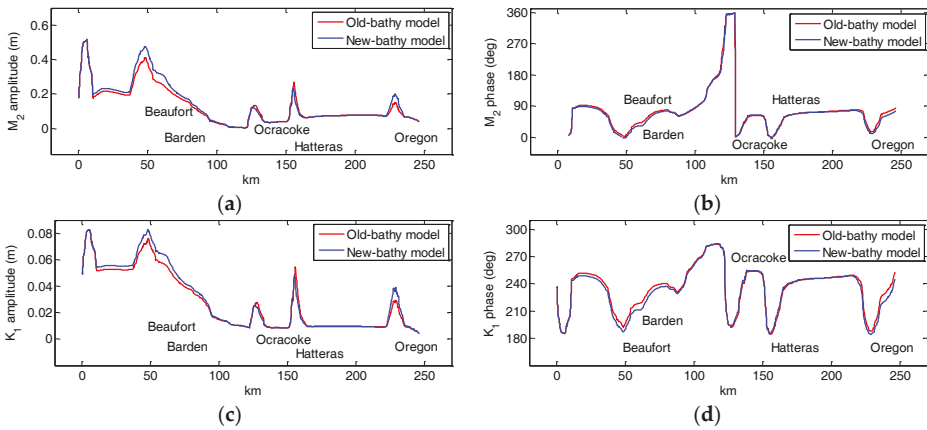 Old-bathy model
New-bathy model
M2 amplitude (m)
0.6
0.4
0.2
0
Beaufort
Barden
Ocracoke
Hatteras
Oregon
0 50 100 150 200 250
km
(a)
Old-bathy model
New-bathy model
M2 phase (deg)
360
270
180
90
0
Beaufort
Hatteras
Barden
Ocracoke
Oregon
0 50 100 150 200 250
km
(b)
Old-bathy model
New-bathy model
K1 amplitude (m)
0.08
0.06
0.04
0.02
0
Beaufort
Barden
Ocracoke
Hatteras
Oregon
0 50 100 150 200 250
km
(c)
Old-bathy model
New-bathy model
K1 phase (deg)
300
270
240
210
180
Ocracoke
Barden
Beaufort
Hatteras
Oregon
0 50 100 150 200 250
km
(d)